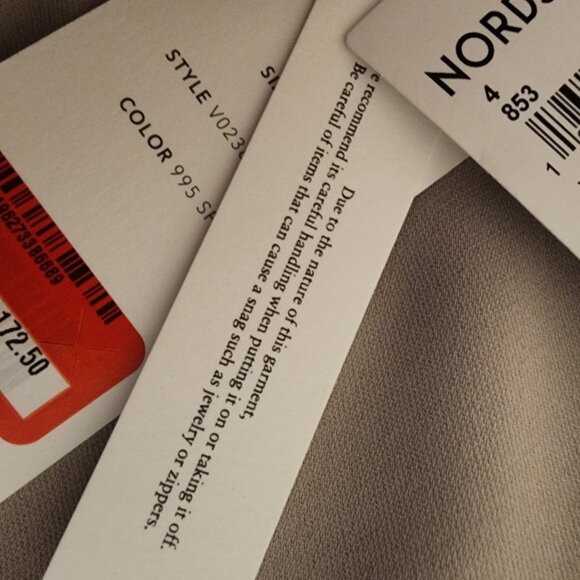 STYLE
COLOR 995
86273386689
172.50
Due to the nature of this garment,
recommend its careful handling when putting it on or taking it off.
Be careful of items that can cause a snag such as jewelry or zippers.
4
853
1